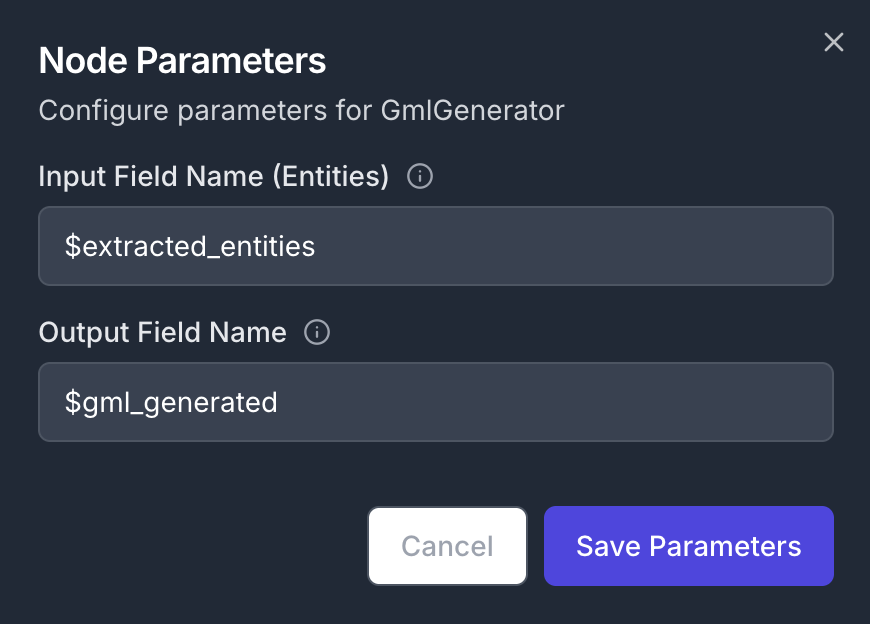 Node Parameters
Configure parameters for GmlGenerator
Input Field Name (Entities)
$extracted_entities
Output Field Name
$gml_generated
Cancel
Save Parameters